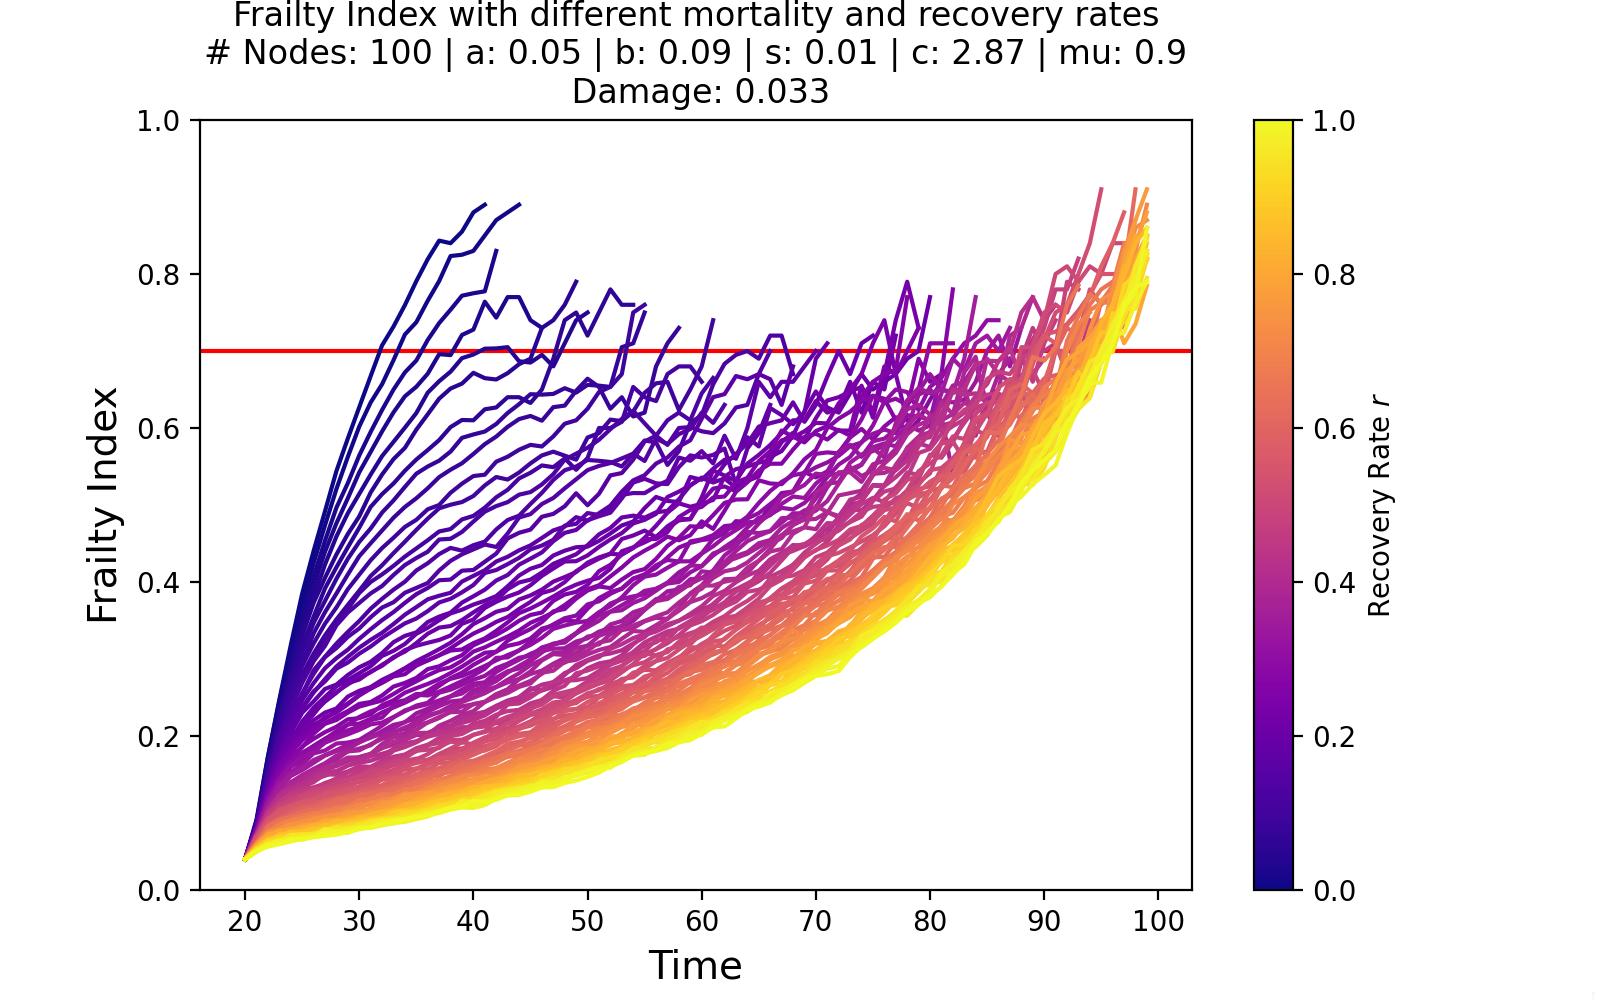 Frailty Index with different mortality and recovery rates
# Nodes: 100 | a: 0.05 | b: 0.09 | s: 0.01 | c: 2.87 | mu: 0.9
Damage: 0.033
1.0
0.8
0.6
0.4
0.2
0.0
Frailty Index
20 30 40 50 60 70 80 90 100
Time
1.0
0.8
0.6
0.4
0.2
0.0
Recovery Rate r